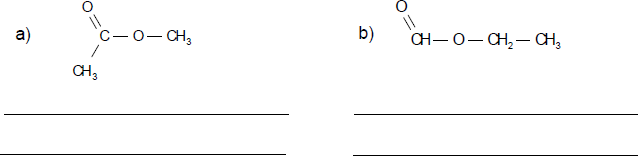 a)
O
C — O — CH3
CH3
b)
O
CH — O — CH2 — CH3